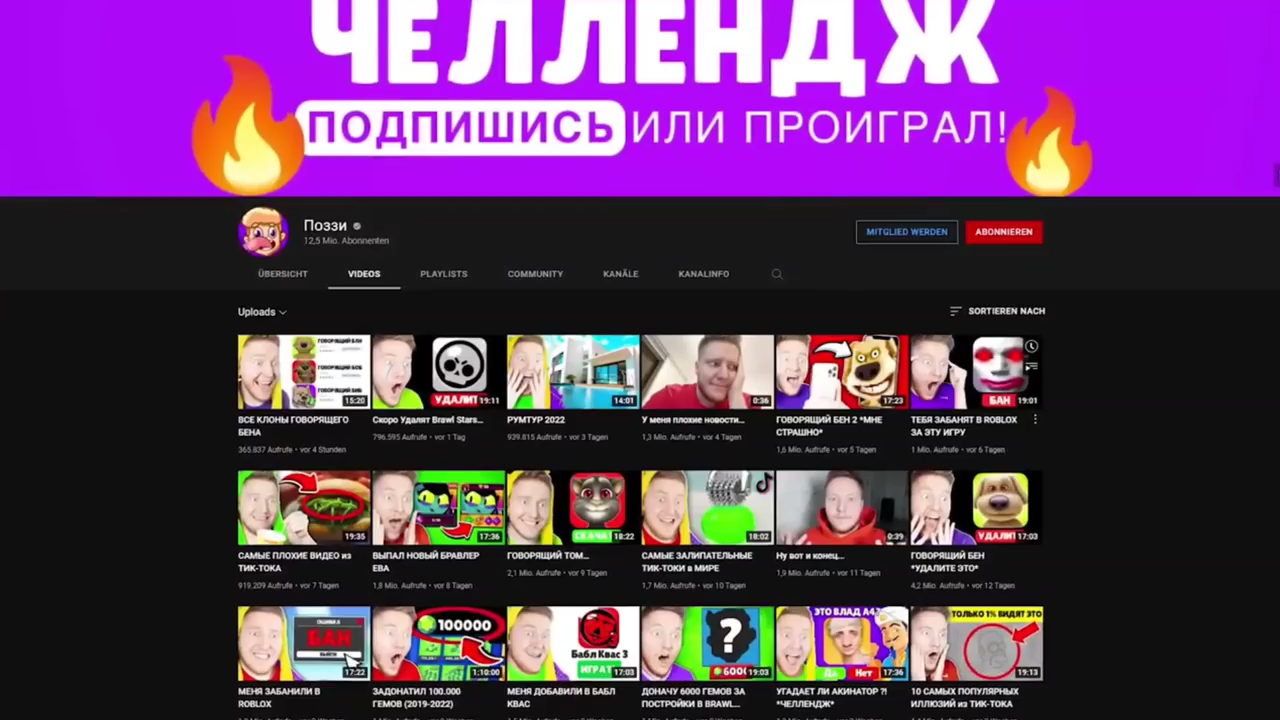 ЧЕЛЛЕНДЖ
ПОДПИШИСЬ ИЛИ ПРОИГРАЛ!
Поззи
12,5 Mio. Abonnenten
MITGLIED WERDEN
ABONNIEREN
ÜBERSICHT VIDEOS PLAYLISTS COMMUNITY KANÄLE KANALINFO
Uploads
SORTIEREN NACH
ГОВОРЯЩИЙ БЕН
15:20
УДАЛИТ 19:11
14:01
0:36
17:23
БАН 19:01
ВСЕ КЛОНЫ ГОВОРЯЩЕГО
БЕНА
365.837 Aufrufe • vor 4 Stunden
Скоро Удалят Brawl Stars...
796.595 Aufrufe • vor 1 Tag
РУМТУР 2022
939.815 Aufrufe • vor 3 Tagen
У меня плохие новости...
1,3 Mio. Aufrufe • vor 4 Tagen
ГОВОРЯЩИЙ БЕН 2 *МНЕ
СТРАШНО*
1,6 Mio. Aufrufe • vor 5 Tagen
ТЕБЯ ЗАБАНЯТ В ROBLOX
ЗА ЭТУ ИГРУ
1 Mio. Aufrufe • vor 6 Tagen
19:35
17:36
18:22
18:02
0:39
17:03
САМЫЕ ПЛОХИЕ ВИДЕО из
ТИК-ТОКА
919.209 Aufrufe • vor 7 Tagen
ВЫПАЛ НОВЫЙ БРАВЛЕР
ЕВА
1,8 Mio. Aufrufe • vor 8 Tagen
ГОВОРЯЩИЙ ТОМ...
2,1 Mio. Aufrufe • vor 9 Tagen
САМЫЕ ЗАЛИПАТЕЛЬНЫЕ
ТИК-ТОКИ в МИРЕ
1,7 Mio. Aufrufe • vor 10 Tagen
Ну вот и конец...
1,9 Mio. Aufrufe • vor 11 Tagen
ГОВОРЯЩИЙ БЕН
*УДАЛИТЕ ЭТО*
4,2 Mio. Aufrufe • vor 12 Tagen
БАН
17:22
100000
1:10:00
Бабл Квас 3
ИГРАТ 17:03
?
19:03
ЭТО ВЛАД А4?
Да Нет 17:36
ТОЛЬКО 1% ВИДЯТ ЭТО
19:13
МЕНЯ ЗАБАНИЛИ В
ROBLOX
ЗАДОНАТИЛ 100.000
ГЕМОВ (2019-2022)
МЕНЯ ДОБАВИЛИ В БАБЛ
КВАС
ДОНАЧУ 6000 ГЕМОВ ЗА
ПОСТРОЙКИ В BRAWL...
УГАДАЕТ ЛИ АКИНАТОР ?!
*ЧЕЛЛЕНДЖ*
10 САМЫХ ПОПУЛЯРНЫХ
ИЛЛЮЗИЙ из ТИК-ТОКА